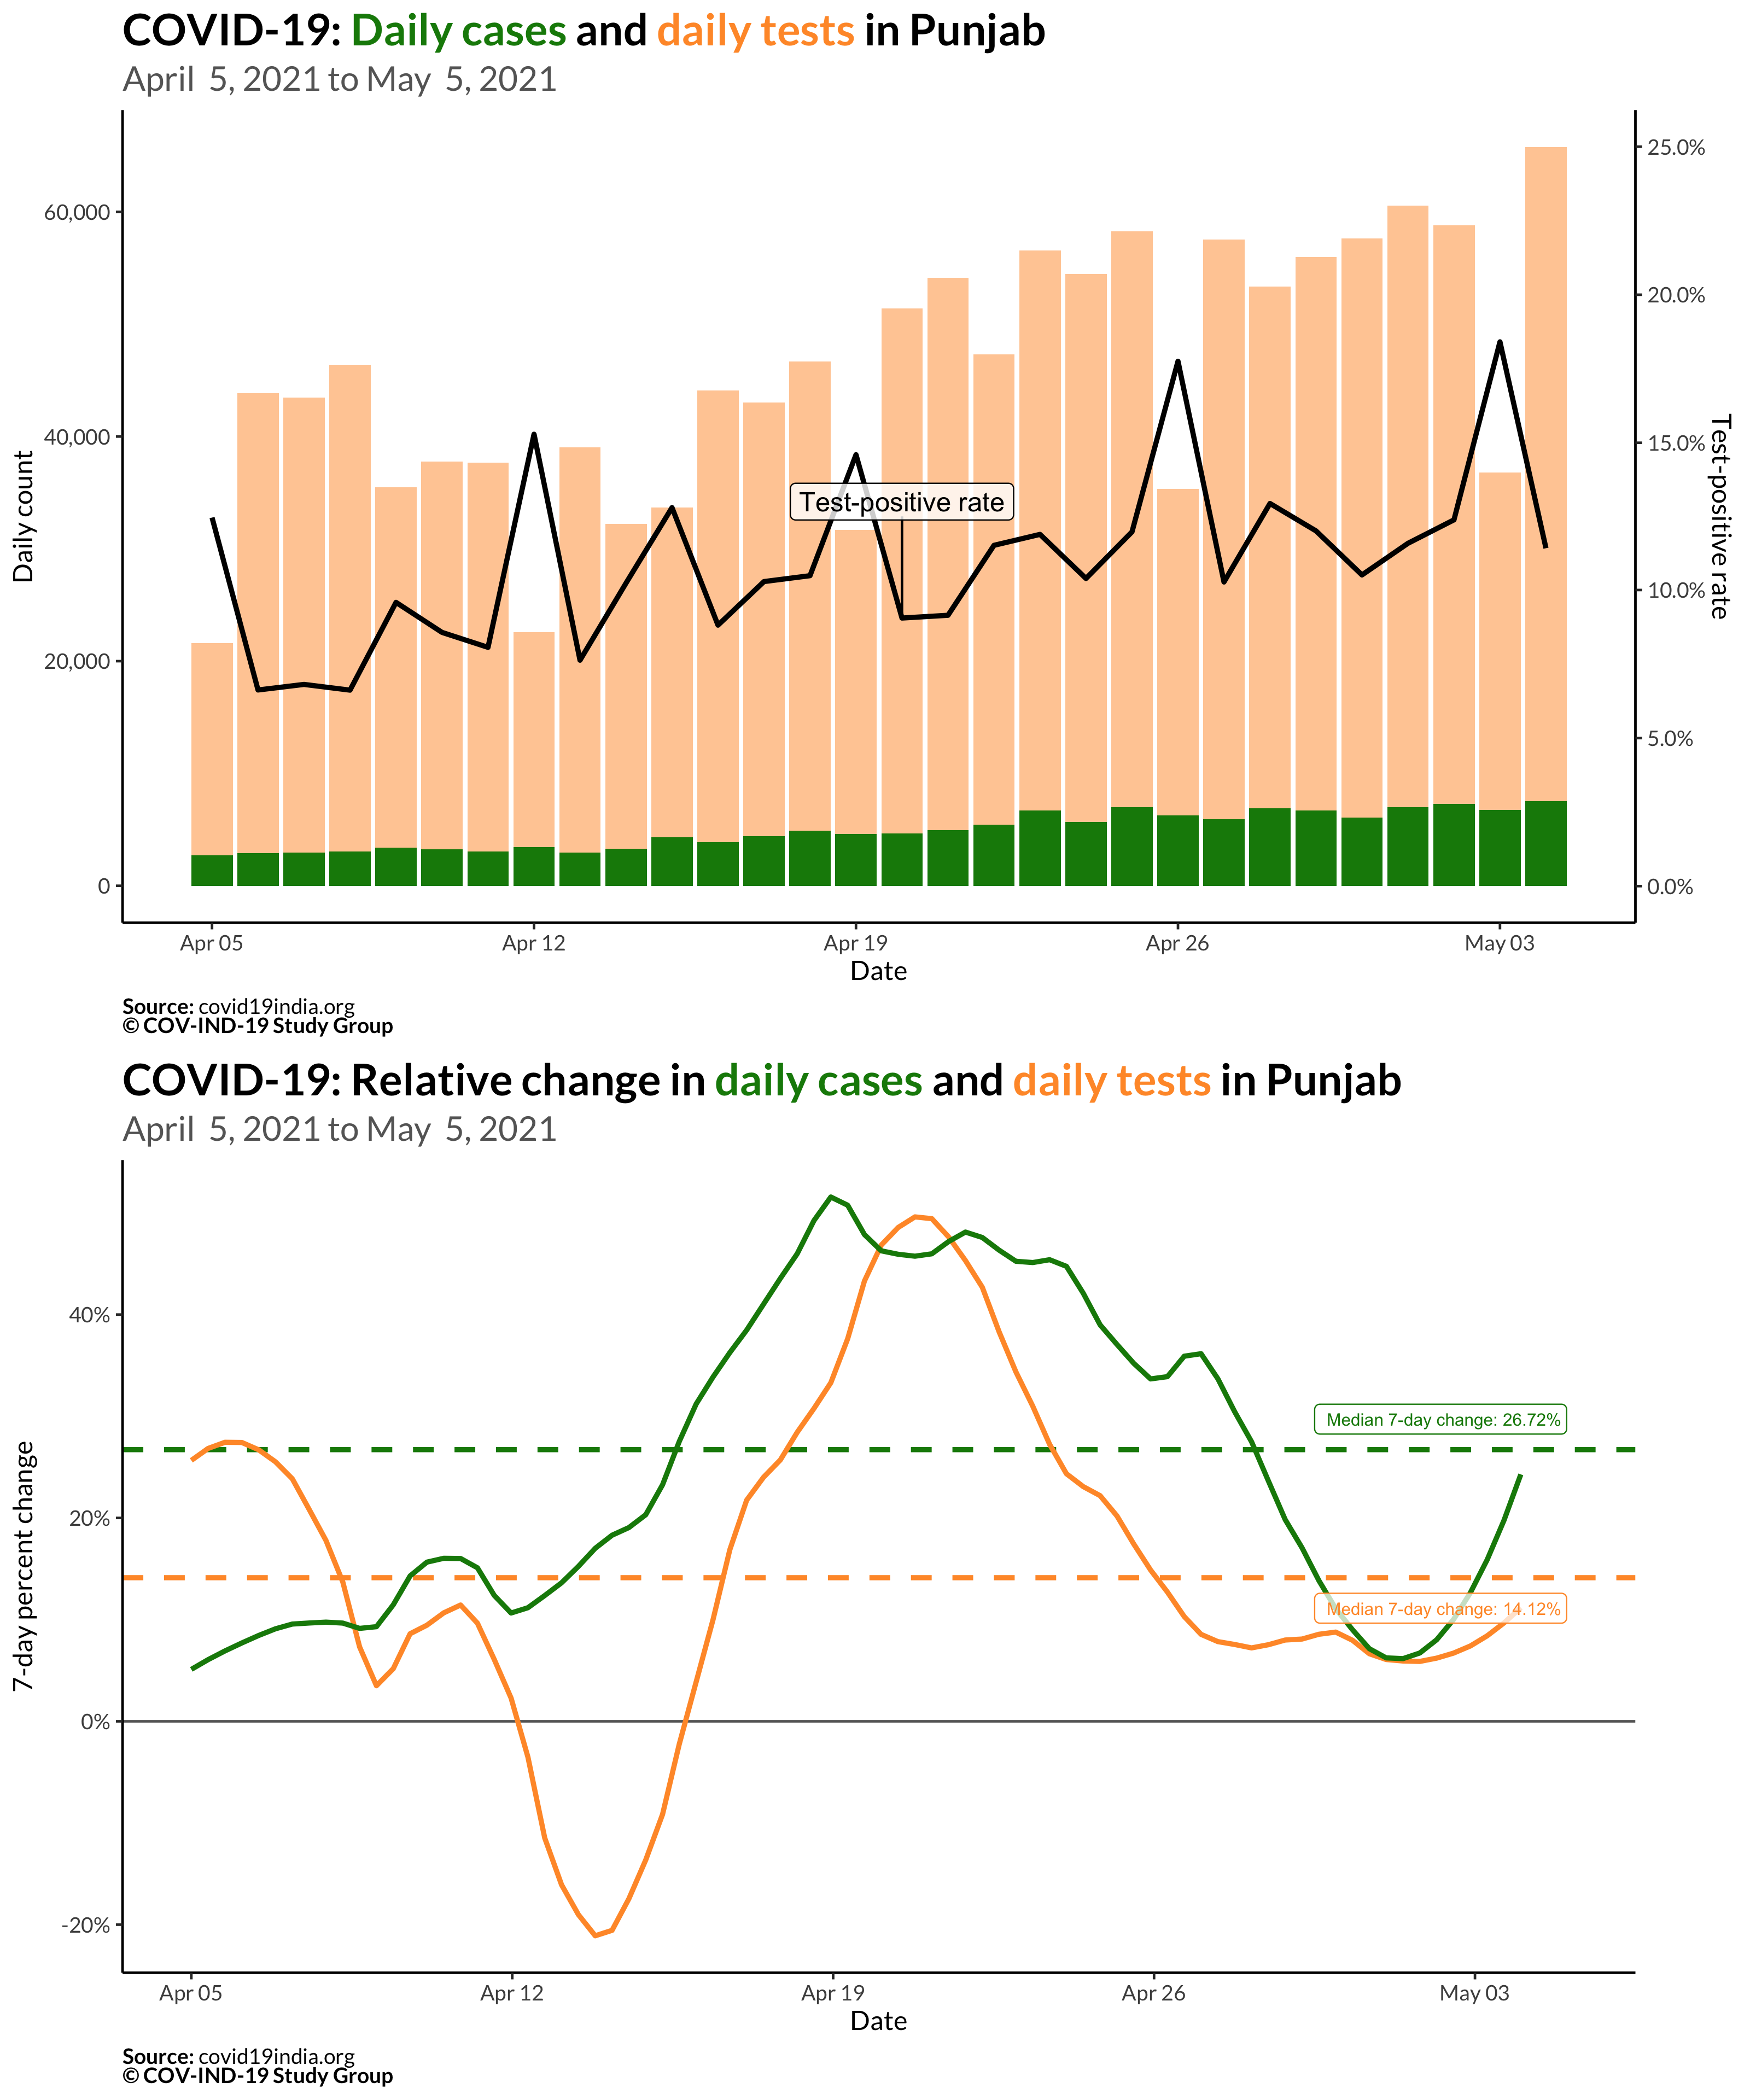 COVID-19: Daily cases and daily tests in Punjab
April 5, 2021 to May 5, 2021
60,000
40,000
20,000
0
Daily count
25.0%
20.0%
15.0%
10.0%
5.0%
0.0%
Test-positive rate
Test-positive rate
Apr 05
Apr 12
Apr 19
Apr 26
May 03
Date
Source: covid19india.org
© COV-IND-19 Study Group
COVID-19: Relative change in daily cases and daily tests in Punjab
April 5, 2021 to May 5, 2021
40%
20%
0%
-20%
7-day percent change
Median 7-day change: 26.72%
Median 7-day change: 14.12%
Apr 05
Apr 12
Apr 19
Apr 26
May 03
Date
Source: covid19india.org
© COV-IND-19 Study Group